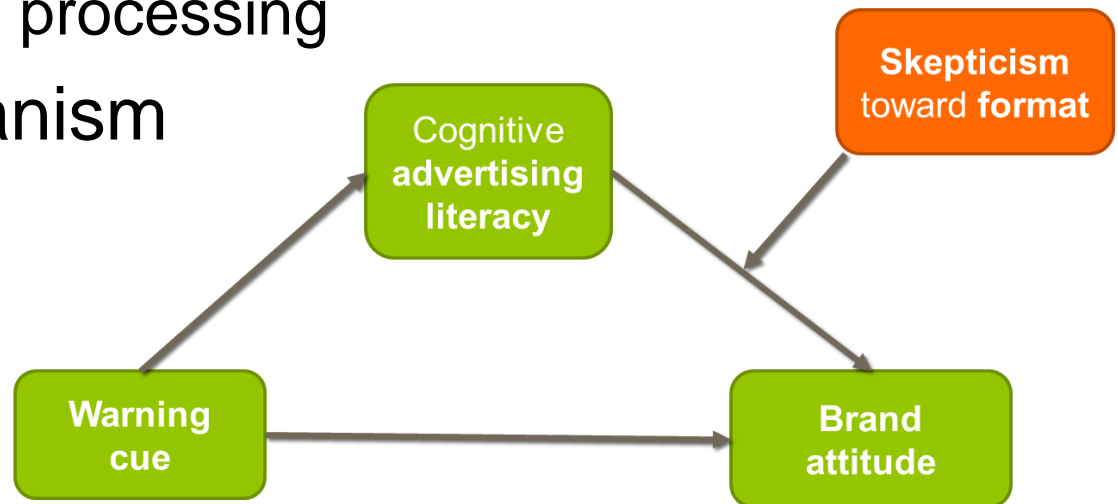 processing
anism
Skepticism
toward format
Cognitive
advertising
literacy
Warning
cue
Brand
attitude